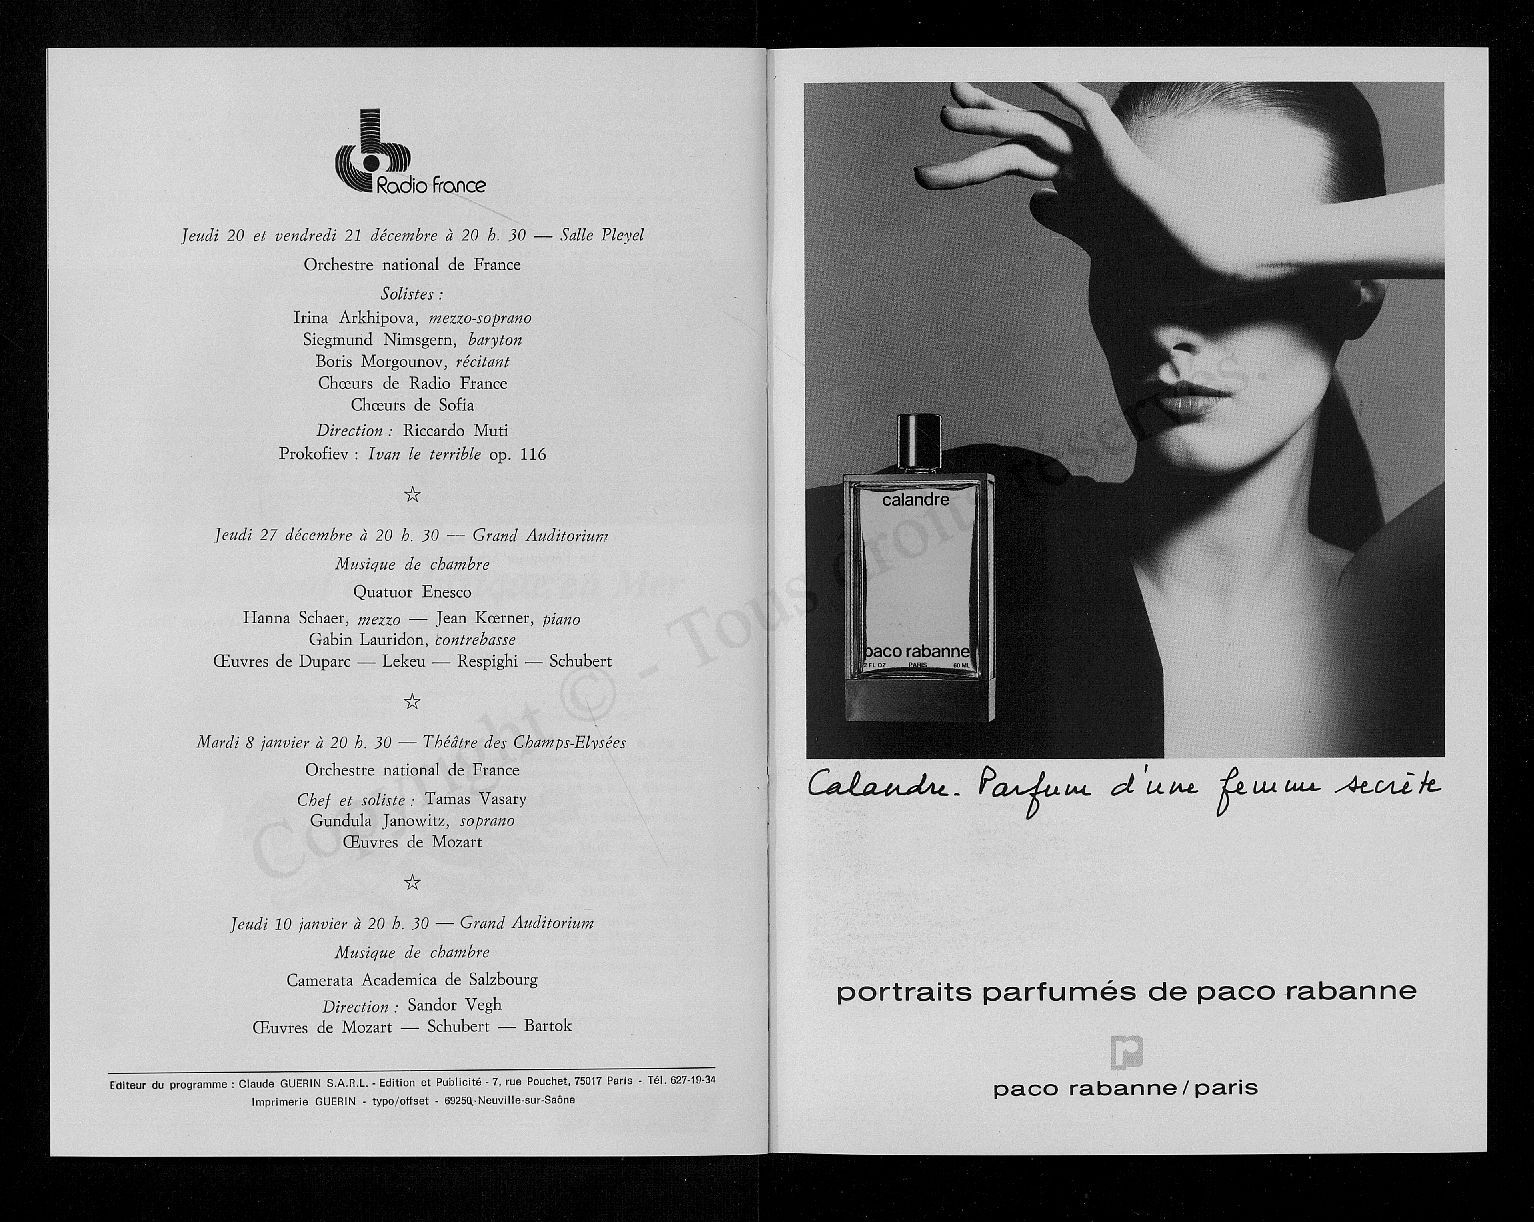 Radio France
Jeudi 20 et vendredi 21 décembre à 20 h. 30 — Salle Pleyel
Orchestre national de France
Solistes :
Irina Arkhipova, mezzo-soprano
Siegmund Nimsgern, baryton
Boris Morgounov, récitant
Chœurs de Radio France
Chœurs de Sofia
Direction : Riccardo Muti
Prokofiev : Ivan le terrible op. 116
☆
Jeudi 27 décembre à 20 h. 30 — Grand Auditorium
Musique de chambre
Quatuor Enesco
Hanna Schaer, mezzo — Jean Kœrner, piano
Gabin Lauridon, contrebasse
Œuvres de Duparc — Lekeu — Respighi — Schubert
☆
Mardi 8 janvier à 20 h. 30 — Théâtre des Champs-Elysées
Orchestre national de France
Chef et soliste : Tamas Vasary
Gundula Janowitz, soprano
Œuvres de Mozart
☆
Jeudi 10 janvier à 20 h. 30 — Grand Auditorium
Musique de chambre
Camerata Academica de Salzbourg
Direction : Sandor Vegh
Œuvres de Mozart — Schubert — Bartok
Editeur du programme : Claude GUERIN S.A.R.L. - Edition et Publicité - 7, rue Pouchet, 75017 Paris - Tél. 627-19-34
Imprimerie GUERIN - typo/offset - 69250 Neuville-sur-Saône
calandre
paco rabanne
2 FL OZ PARIS 60 ML
Calandre. Parfum d'une femme secrète
portraits parfumés de paco rabanne
paco rabanne/paris
Copyright © - Tous droits